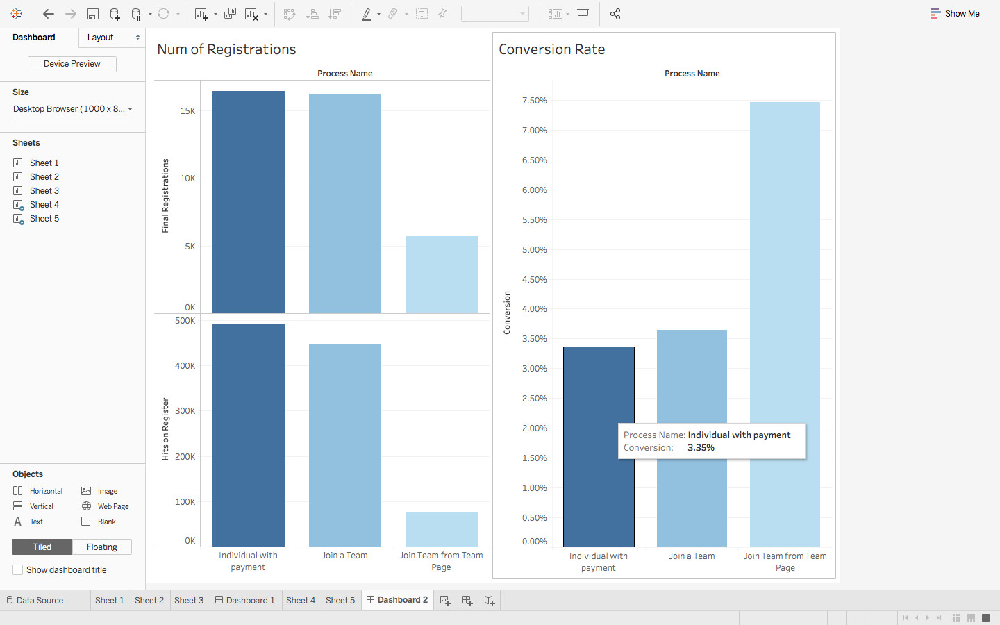 Show Me
Dashboard
Layout
Device Preview
Size
Desktop Browser (1000 x 8...
Sheets
Sheet 1
Sheet 2
Sheet 3
Sheet 4
Sheet 5
Objects
Horizontal
Image
Vertical
Web Page
A Text
Blank
Tiled
Floating
Show dashboard title
Num of Registrations
Process Name
Final Registrations
15K
10K
5K
0K
Hits on Register
500K
400K
300K
200K
100K
0K
Individual with
payment
Join a Team
Join Team from Team
Page
Conversion Rate
Process Name
Conversion
7.50%
7.00%
6.50%
6.00%
5.50%
5.00%
4.50%
4.00%
3.50%
3.00%
2.50%
2.00%
1.50%
1.00%
0.50%
0.00%
Process Name: Individual with payment
Conversion: 3.35%
Individual with
payment
Join a Team
Join Team from Team
Page
Data Source
Sheet 1
Sheet 2
Sheet 3
Dashboard 1
Sheet 4
Sheet 5
Dashboard 2